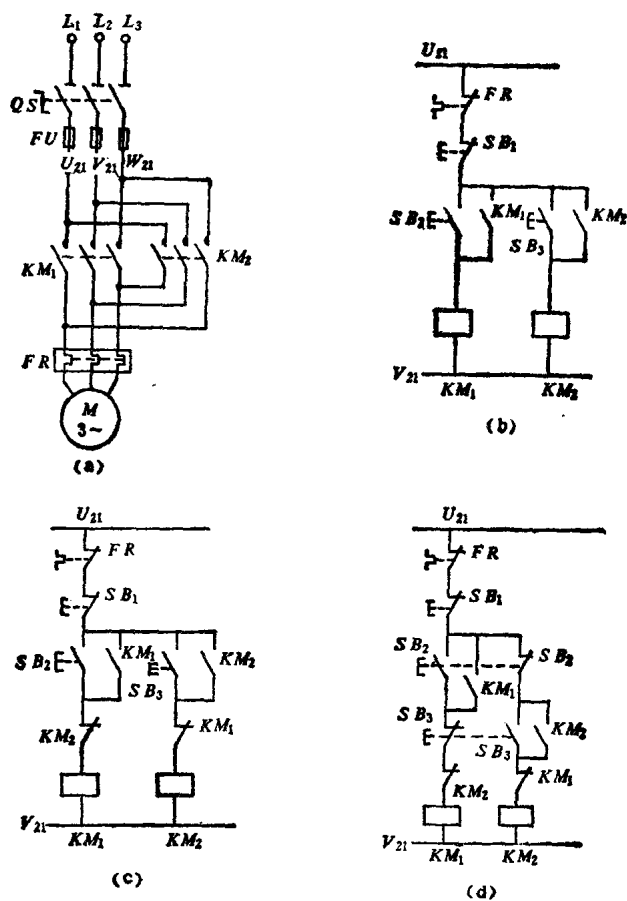 L₁ L₂ L₃
QS
FU
U₂₁ V₂₁ W₂₁
KM₁ KM₂
FR
M
3~
(a)
U₂₁
FR
SB₁
SB₂ KM₁ KM₂
SB₃
V₂₁
KM₁ KM₂
(b)
U₂₁
FR
SB₁
SB₂ KM₁ KM₂
SB₃
KM₂ KM₁
V₂₁
KM₁ KM₂
(c)
U₂₁
FR
SB₁
SB₂ SB₂
KM₁
SB₃ KM₂
SB₃
KM₂ KM₁
V₂₁
KM₁ KM₂
(d)